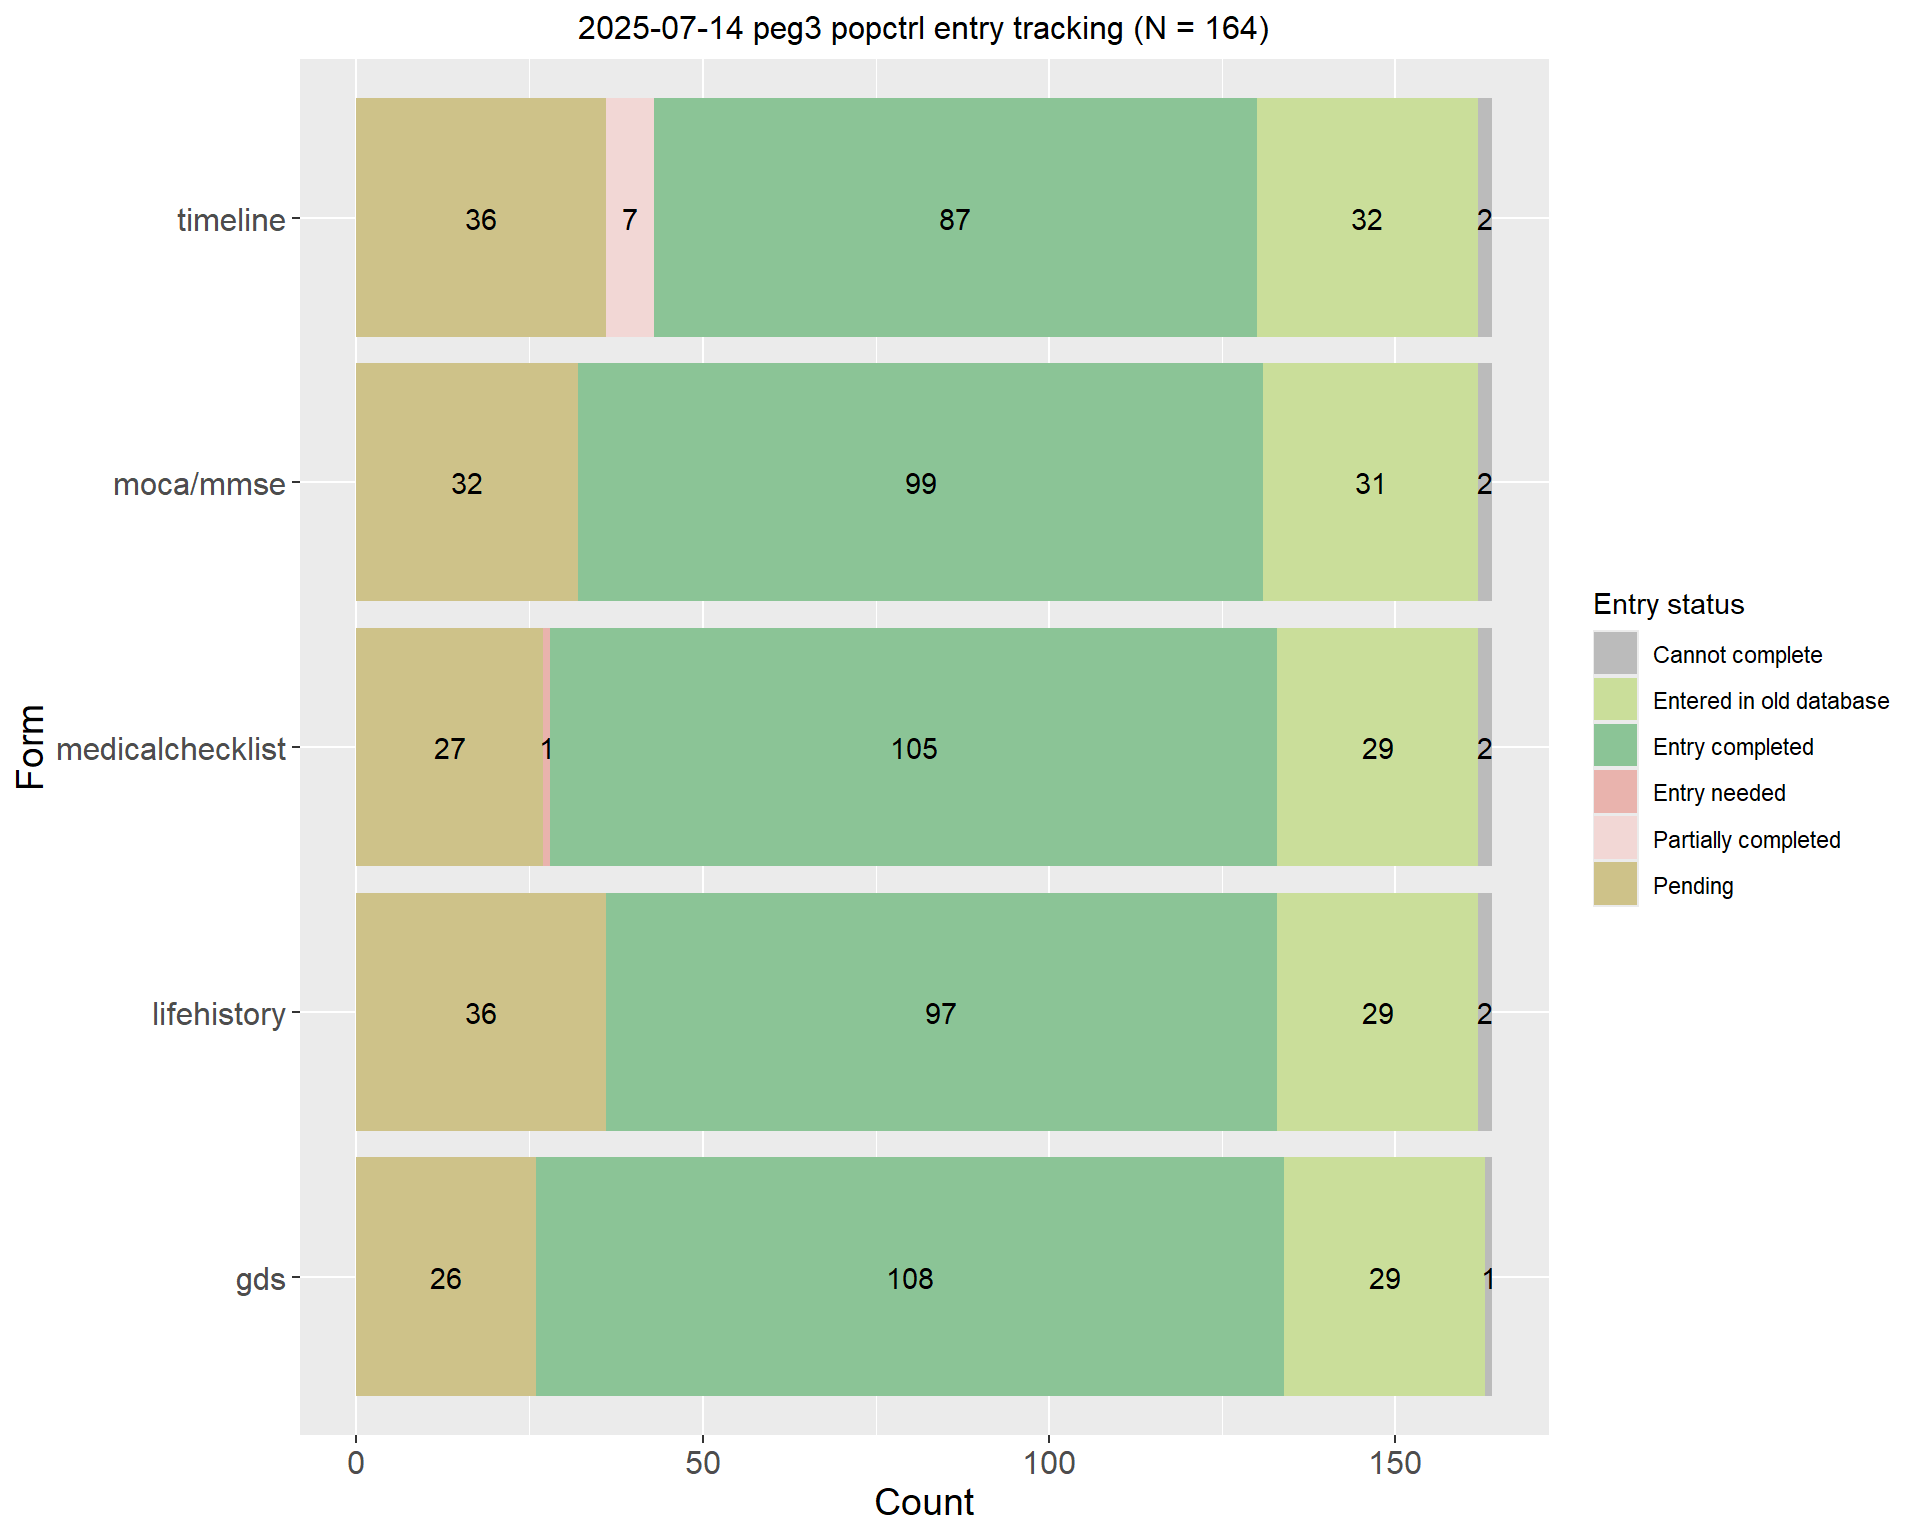 2025-07-14 peg3 popctrl entry tracking (N = 164)
timeline 36 7 87 32 2
moca/mmse 32 99 31 2
medicalchecklist 27 1 105 29 2
lifehistory 36 97 29 2
gds 26 108 29 1
0 50 100 150
Count
Form
Entry status
Cannot complete
Entered in old database
Entry completed
Entry needed
Partially completed
Pending